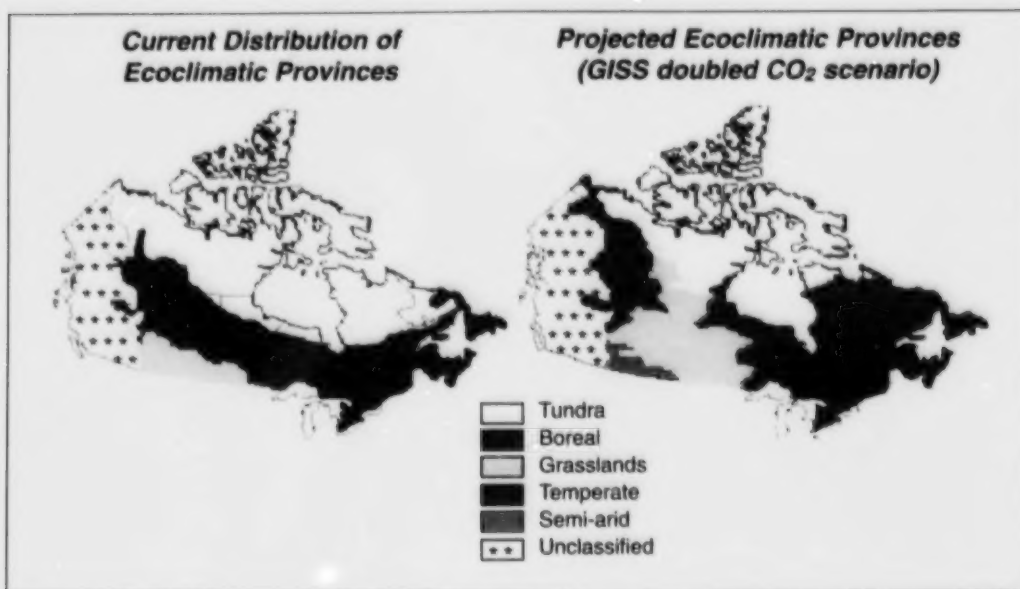 Current Distribution of
Ecoclimatic Provinces
Projected Ecoclimatic Provinces
(GISS doubled CO₂ scenario)
Tundra
Boreal
Grasslands
Temperate
Semi-arid
Unclassified